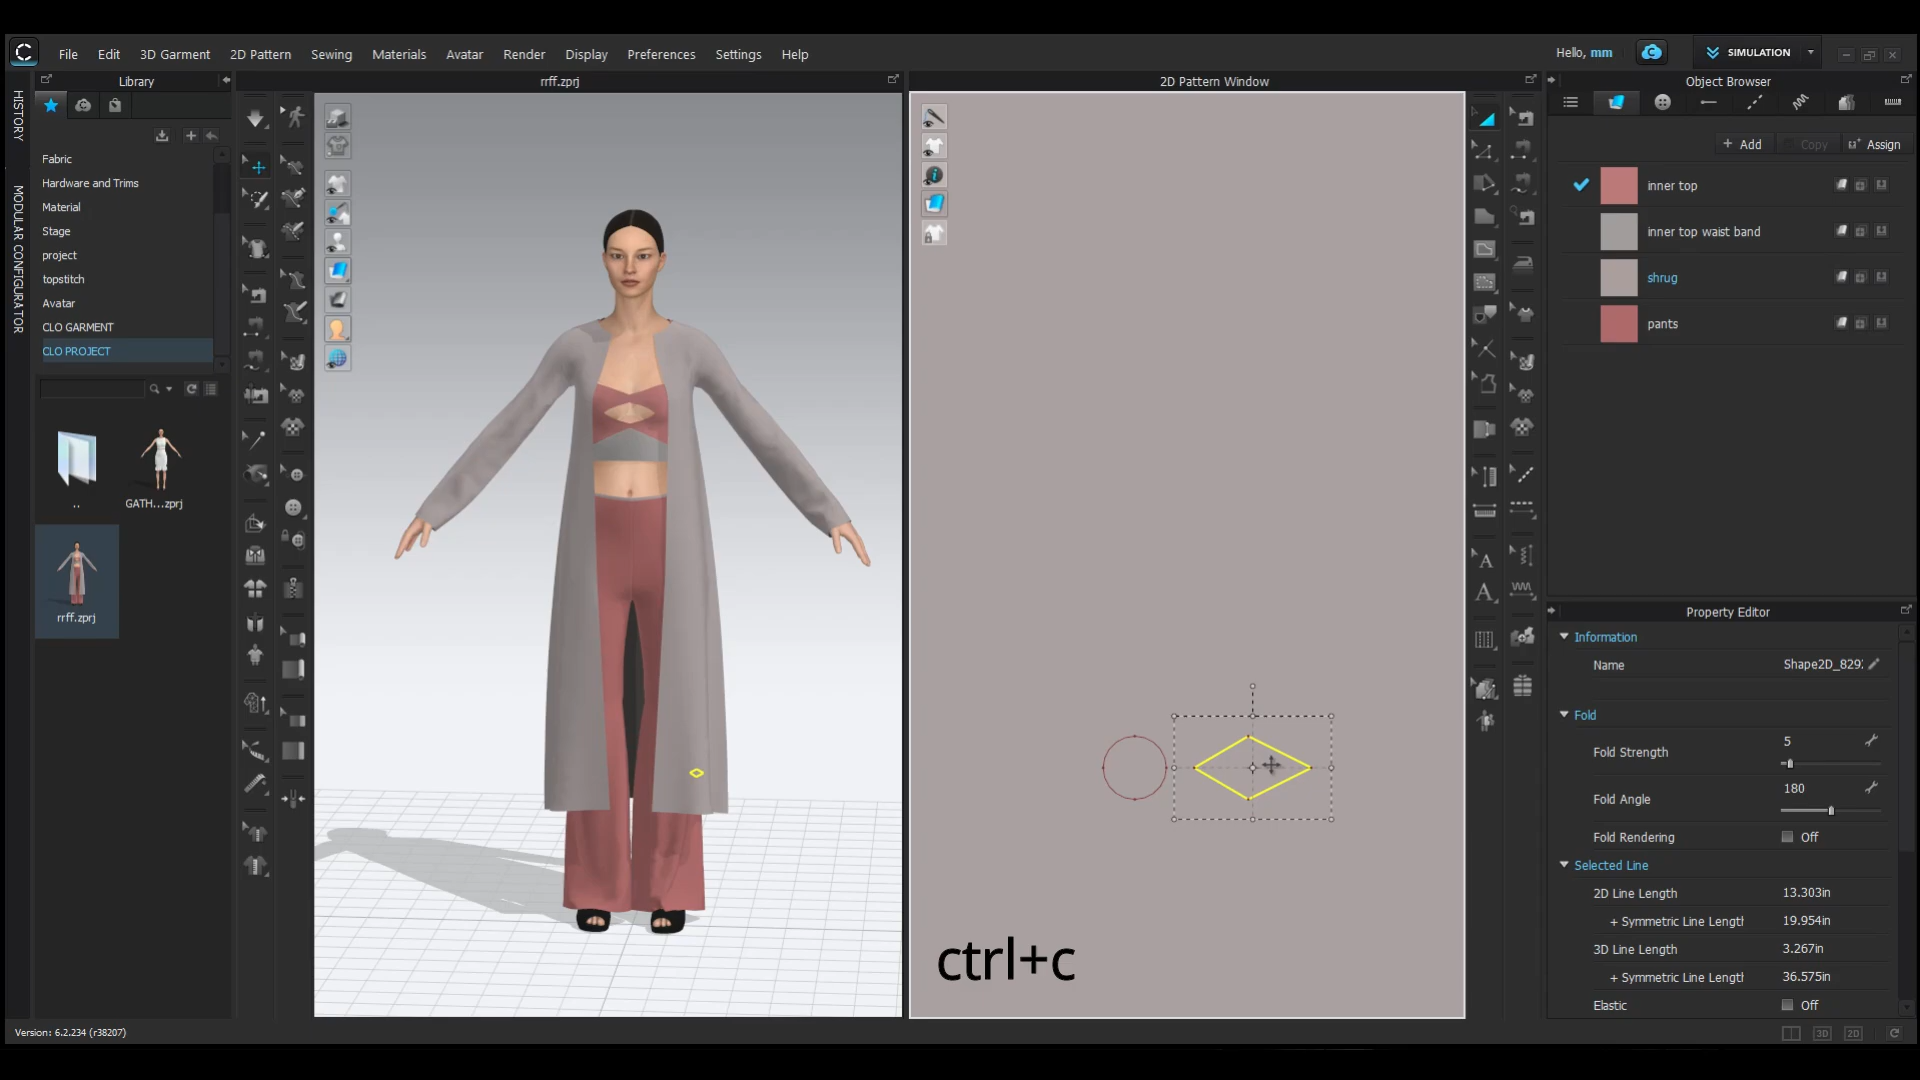 File Edit 3D Garment 2D Pattern Sewing Materials Avatar Render Display Preferences Settings Help
Hello, mm
SIMULATION
HISTORY
MODULAR CONFIGURATOR
Library
Fabric
Hardware and Trims
Material
Stage
project
topstitch
Avatar
CLO GARMENT
CLO PROJECT
..
GATH...zprj
rrff.zprj
rrff.zprj
2D Pattern Window
ctrl+c
Object Browser
+ Add Copy Assign
inner top
inner top waist band
shrug
pants
Property Editor
Information
Name Shape2D_829
Fold
Fold Strength 5
Fold Angle 180
Fold Rendering Off
Selected Line
2D Line Length 13.303in
+ Symmetric Line Lengtl 19.954in
3D Line Length 3.267in
+ Symmetric Line Lengtl 36.575in
Elastic Off
Version: 6.2.234 (r38207)
3D 2D